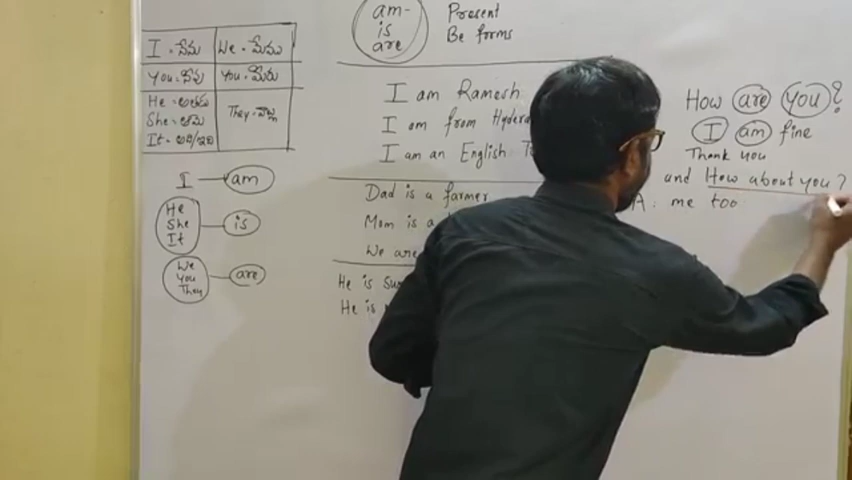 am-
is
are
Present
Be forms
I = నేను
We = మేము
You = నీవు
You = మీరు
He = అతడు
She = ఆమె
It = అది/ఇది
They = వాళ్ళు
I am
He
She
It
is
We
You
They
are
I am Ramesh
I am from Hydera
I am an English T
Dad is a farmer
Mom is a
We are
He is
He is
How are you?
I am fine
Thank you
and How about you?
A: me too